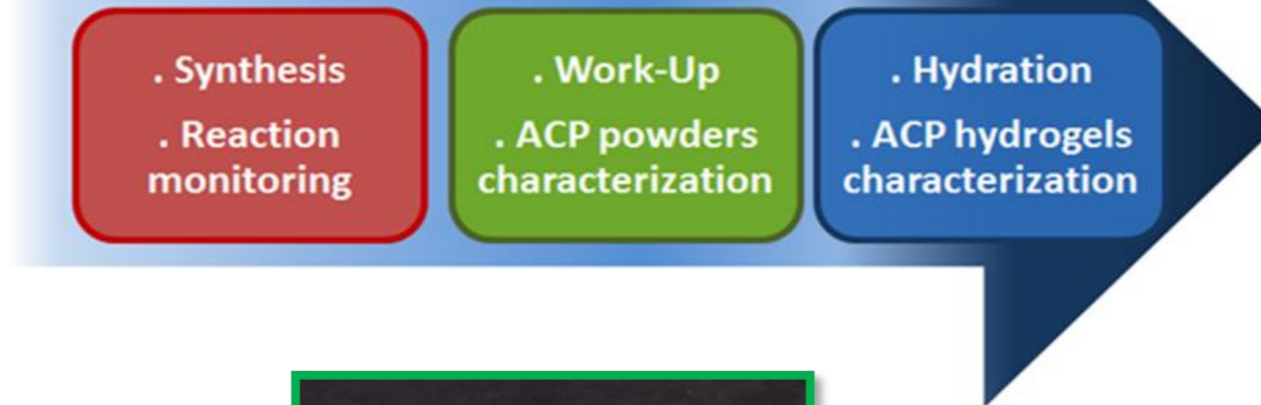 . Synthesis
. Reaction
monitoring
. Work-Up
. ACP powders
characterization
. Hydration
. ACP hydrogels
characterization